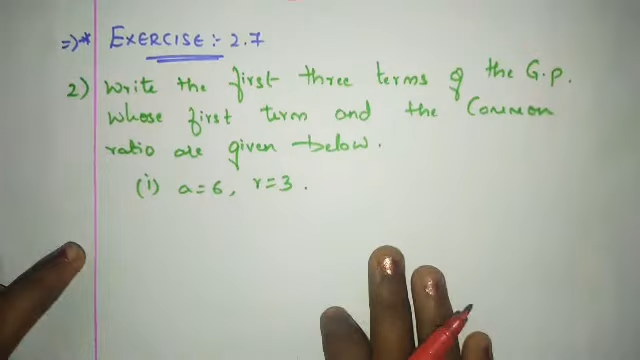 =>* EXERCISE :- 2.7
2) Write the first three terms of the G.P.
whose first term and the Common
ratio are given below.
(i) a=6, r=3.